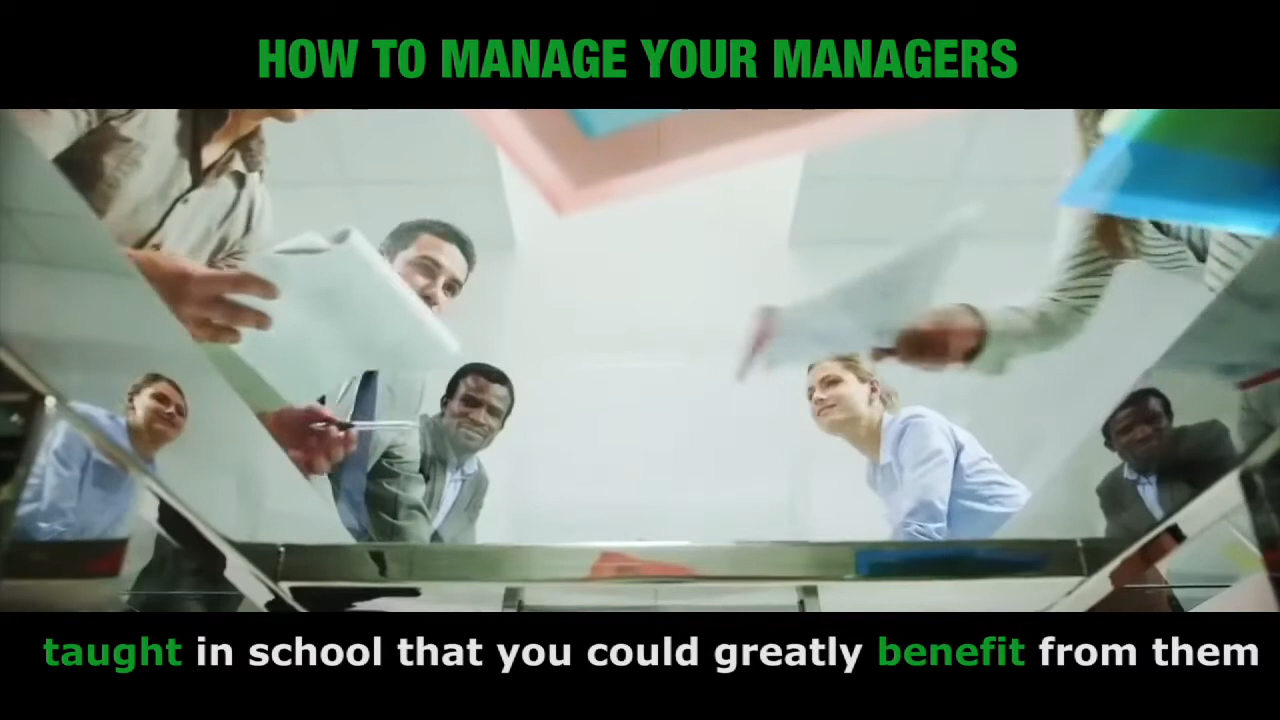 HOW TO MANAGE YOUR MANAGERS
taught in school that you could greatly benefit from them